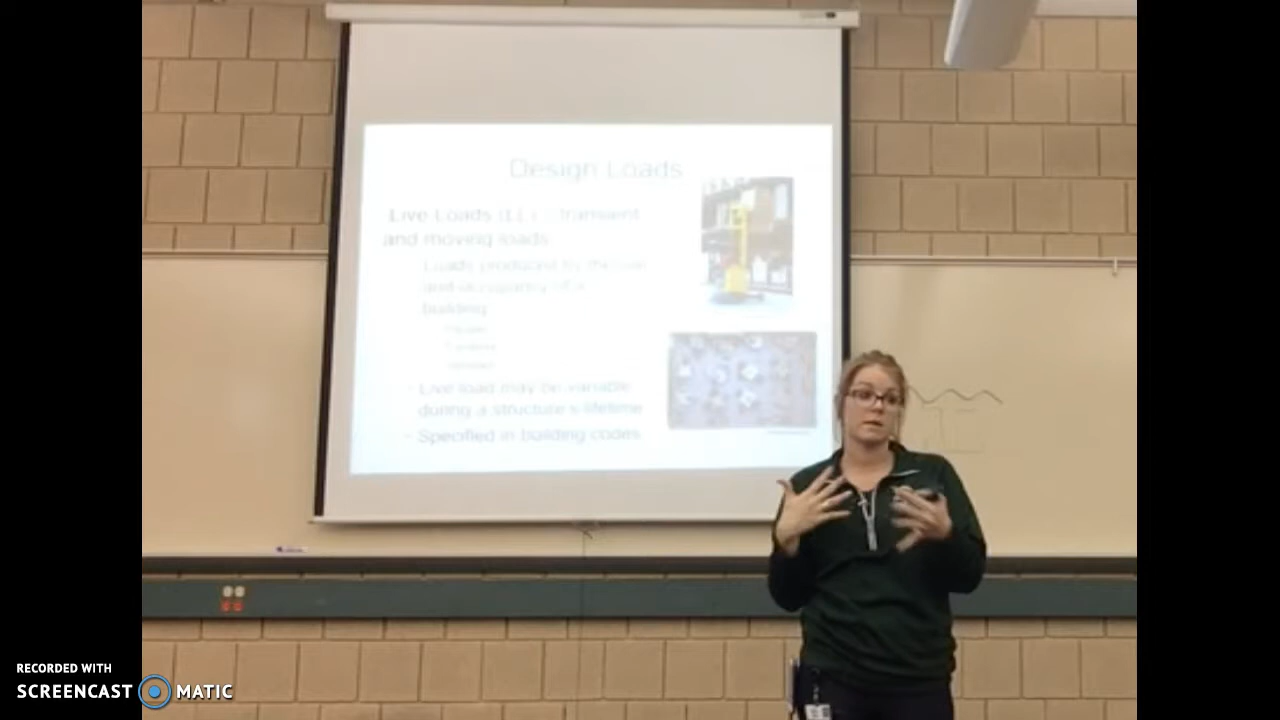 Design Loads
Live Loads (LL) - transient
and moving loads
Loads produced by the use
and occupancy of a
building
Live load may be variable
during a structure's lifetime
- Specified in building codes
RECORDED WITH
SCREENCAST MATIC